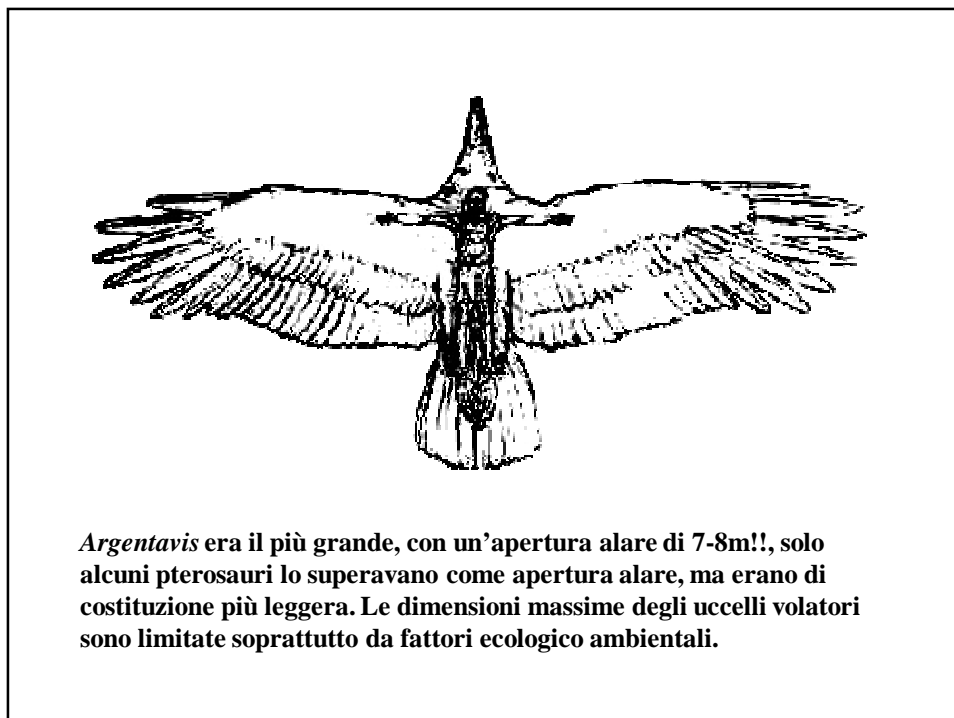 Argentavis era il più grande, con un’apertura alare di 7-8m!!, solo
alcuni pterosauri lo superavano come apertura alare, ma erano di
costituzione più leggera. Le dimensioni massime degli uccelli volatori
sono limitate soprattutto da fattori ecologico ambientali.